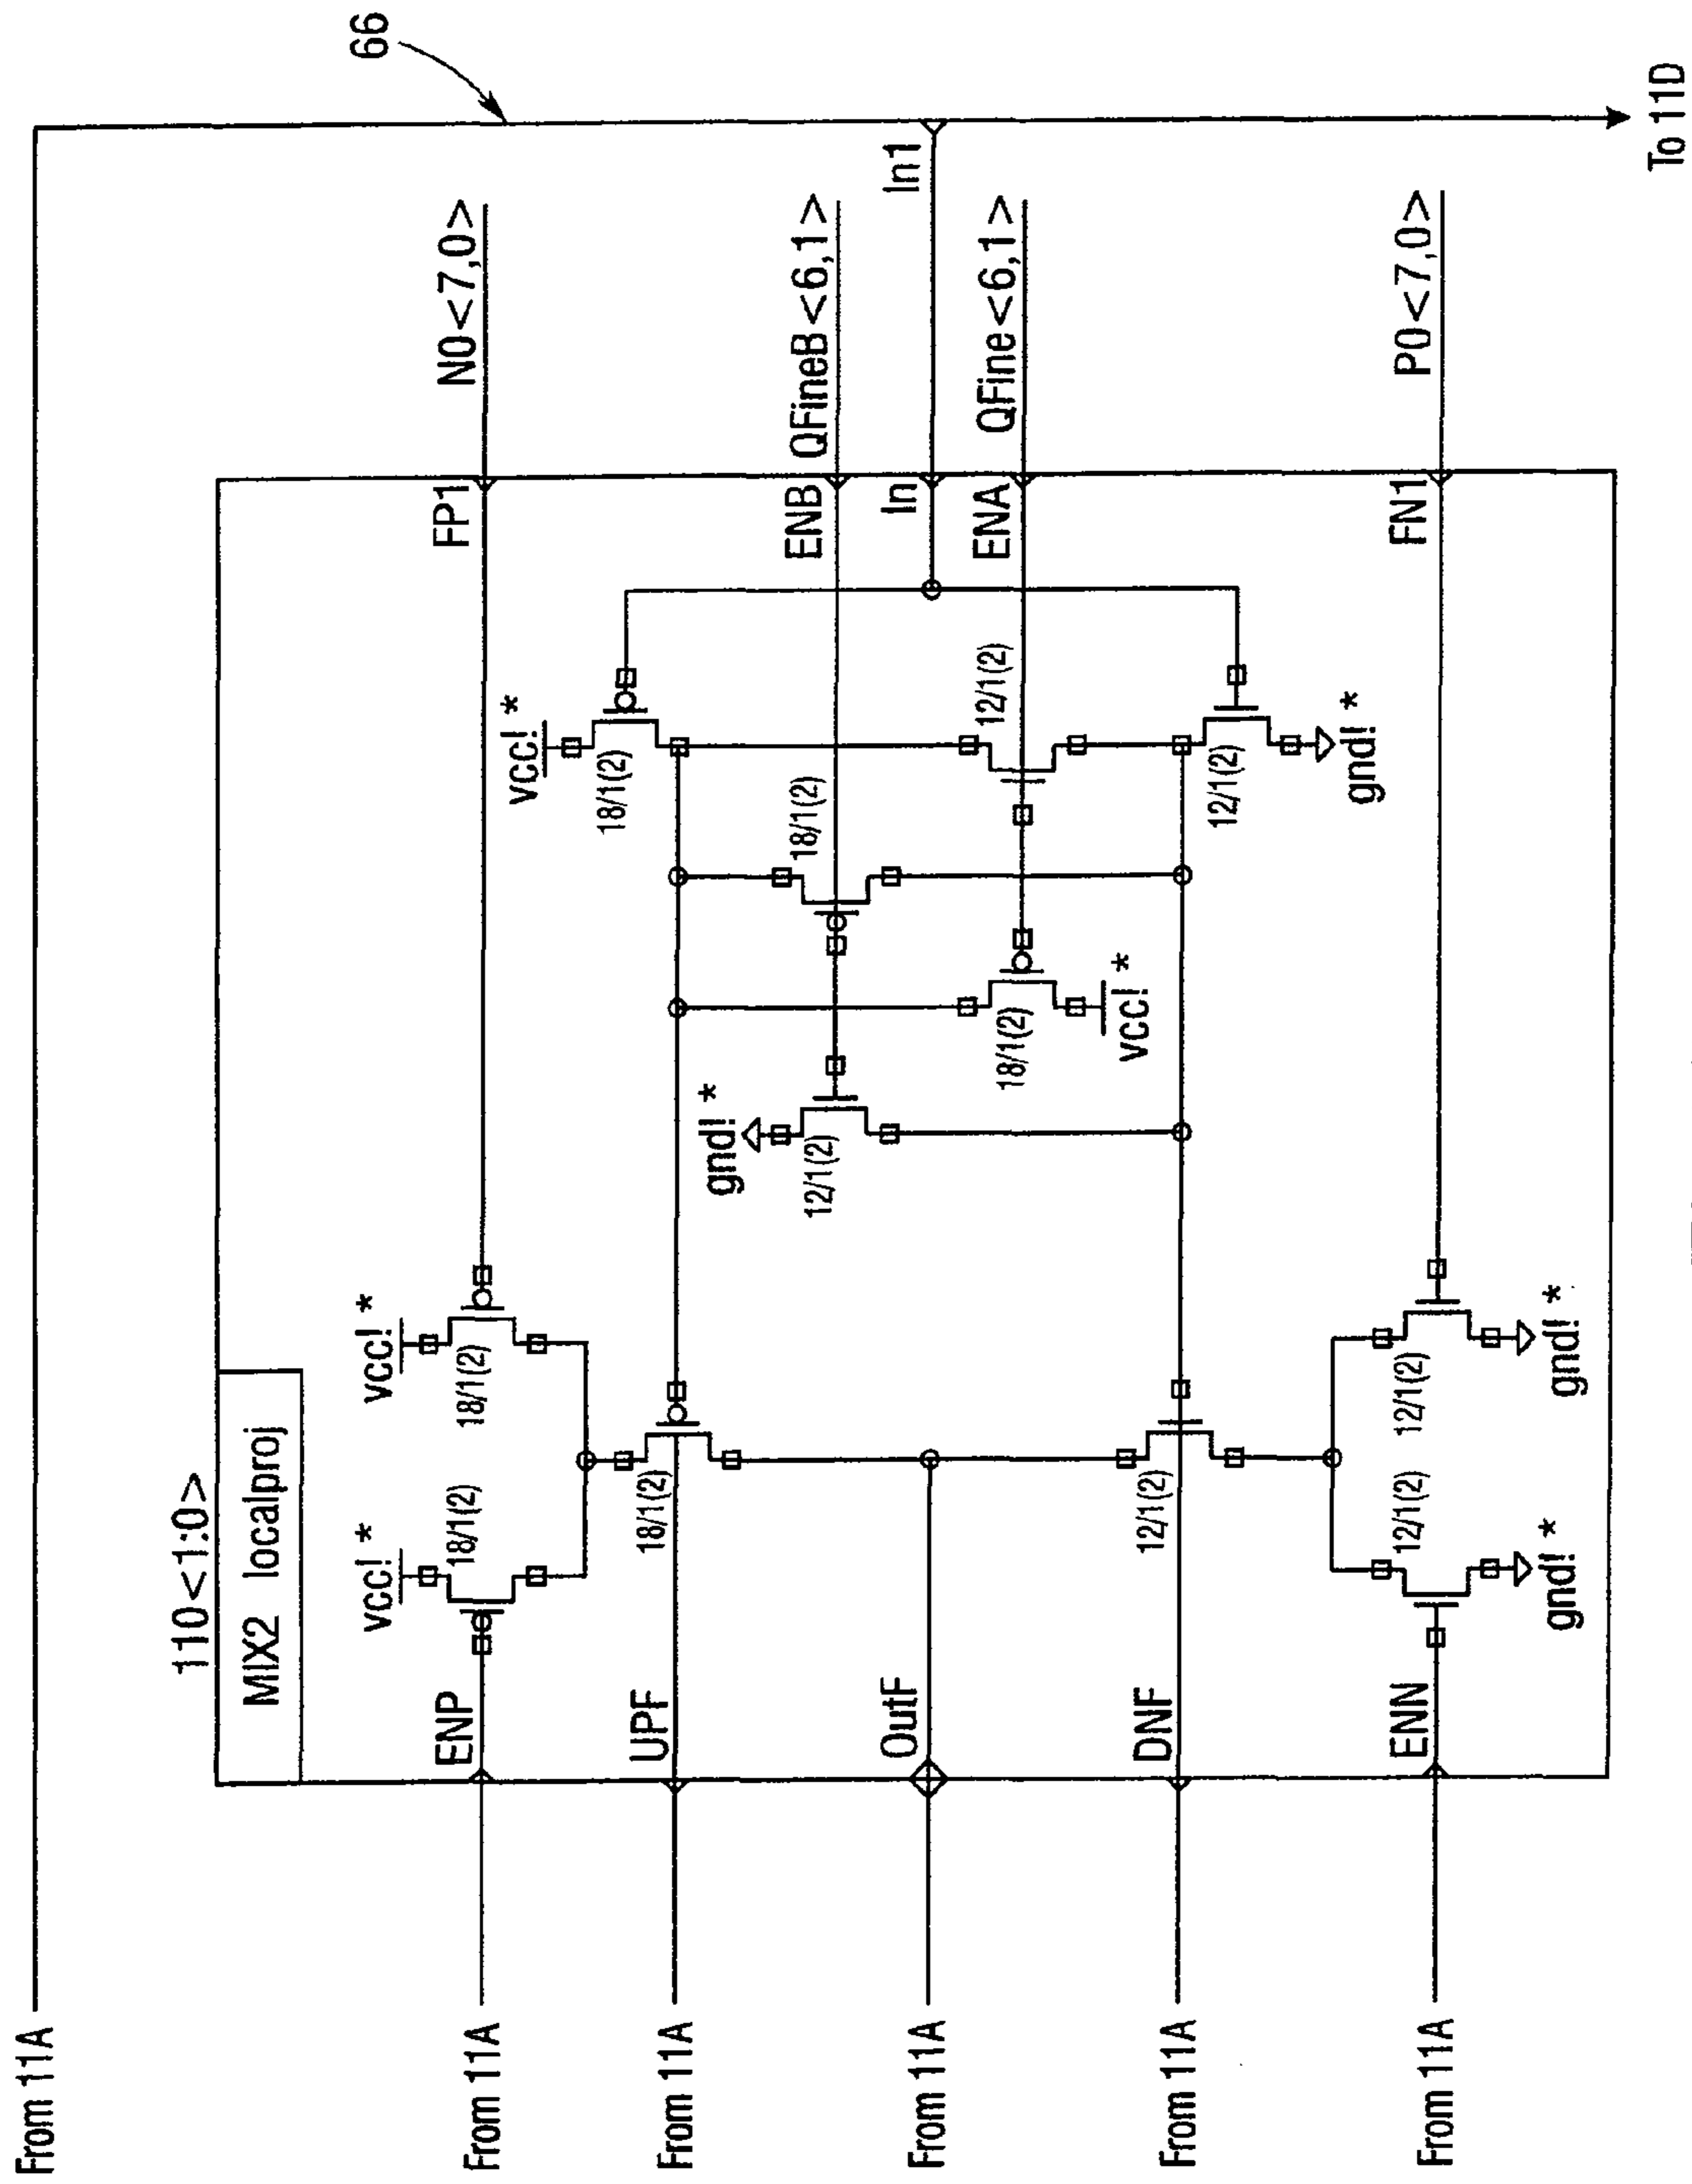 66
From 11A
To 11D
110<1:0>
MIX2 localproj
From 11A
ENP
vcc! *
18/1(2)
vcc! *
18/1(2)
FP1
N0<7,0>
From 11A
UPF
18/1(2)
vcc! *
18/1(2)
gnd! *
12/1(2)
18/1(2)
ENB
QFineB<6,1>
From 11A
OutF
In
In1
18/1(2)
vcc! *
12/1(2)
ENA
QFine<6,1>
From 11A
DNF
12/1(2)
12/1(2)
gnd! *
From 11A
ENN
12/1(2)
gnd! *
12/1(2)
gnd! *
FN1
P0<7,0>